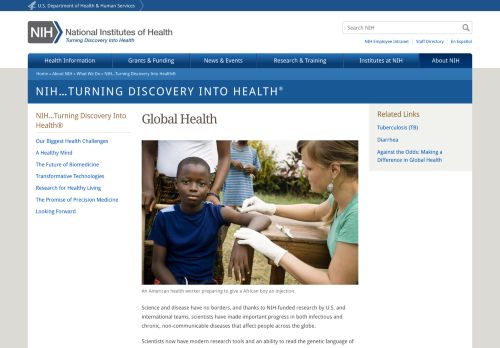 U.S. Department of Health & Human Services
NIH
National Institutes of Health
Turning Discovery Into Health
Search NIH
NIH Employee Intranet
Staff Directory
En Español
Health Information
Grants & Funding
News & Events
Research & Training
Institutes at NIH
About NIH
Home » About NIH » What We Do » NIH…Turning Discovery Into Health®
NIH…TURNING DISCOVERY INTO HEALTH®
NIH…Turning Discovery Into
Health®
Our Biggest Health Challenges
A Healthy Mind
The Future of Biomedicine
Transformative Technologies
Research for Healthy Living
The Promise of Precision Medicine
Looking Forward
Global Health
An American health worker preparing to give a African boy an injection.
Science and disease have no borders, and thanks to NIH-funded research by U.S. and
international teams, scientists have made important progress in both infectious and
chronic, non-communicable diseases that affect people across the globe.
Scientists now have modern research tools and an ability to read the genetic language of
Related Links
Tuberculosis (TB)
Diarrhea
Against the Odds: Making a
Difference in Global Health